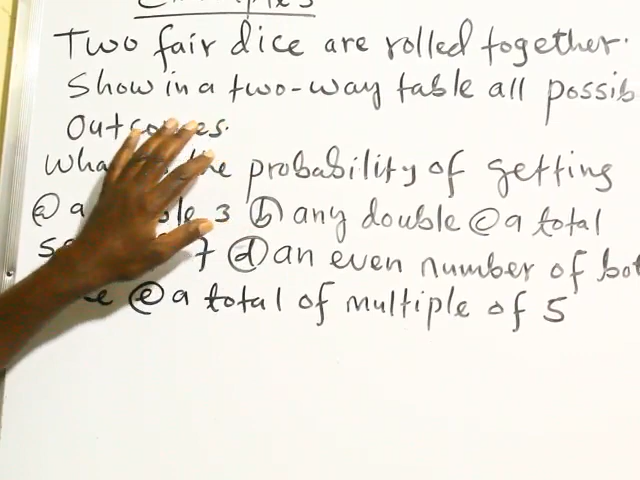 Two fair dice are rolled together.
Show in a two-way table all possib
Outcomes.
the probability of getting
ⓐ a 3 ⓑ any double ⓒ a total
7 ⓓ an even number of bot
ⓔ a total of multiple of 5